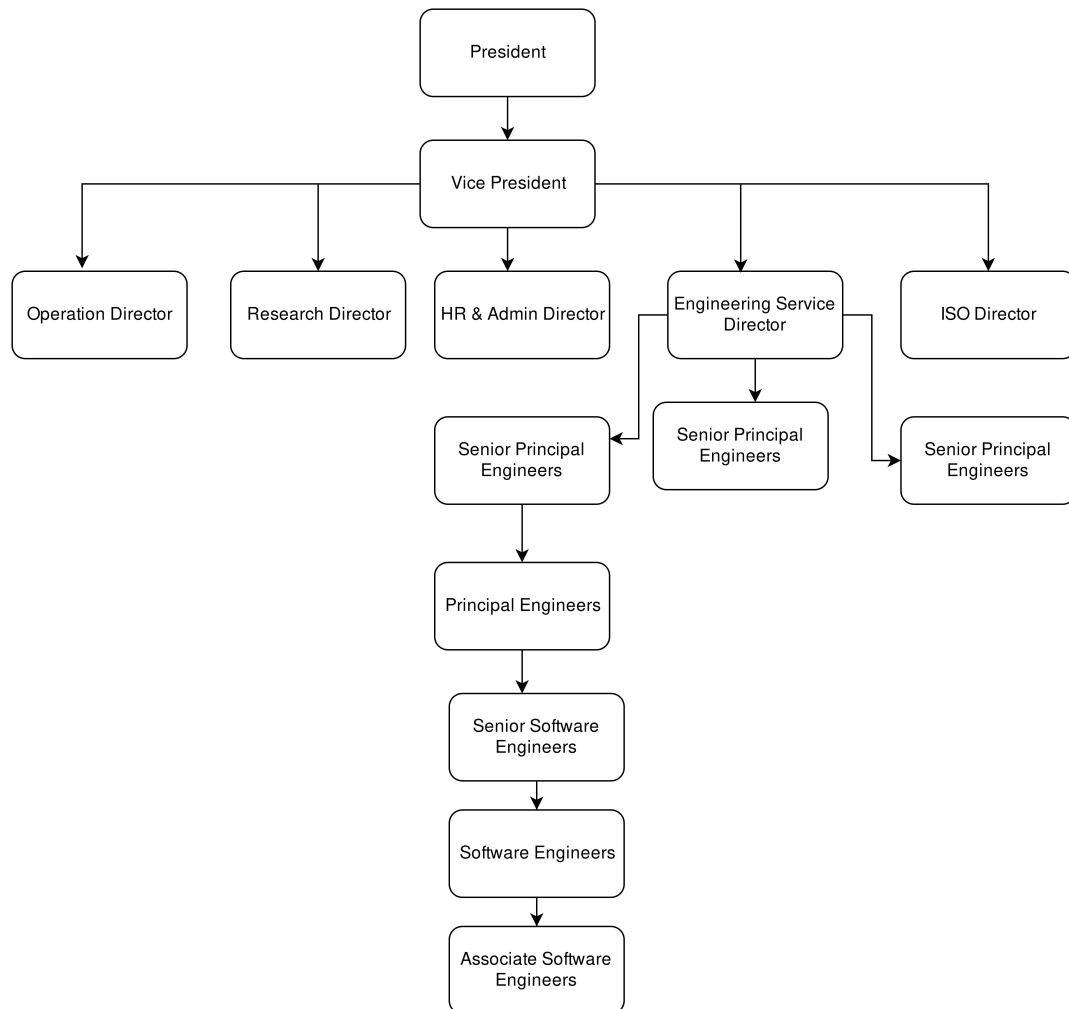 President
Vice President
Operation Director
Research Director
HR & Admin Director
Engineering Service
Director
ISO Director
Senior Principal
Engineers
Senior Principal
Engineers
Senior Principal
Engineers
Principal Engineers
Senior Software
Engineers
Software Engineers
Associate Software
Engineers